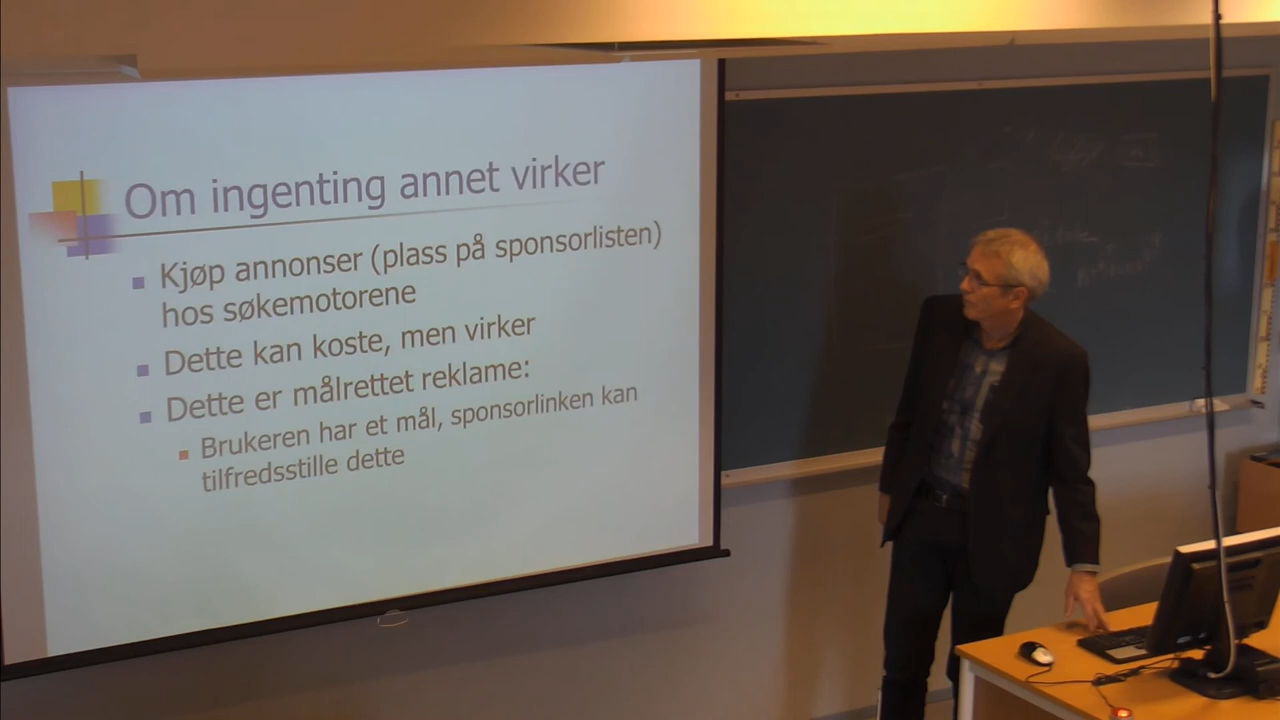 Om ingenting annet virker
Kjøp annonser (plass på sponsorlisten)
hos søkemotorene
Dette kan koste, men virker
Dette er målrettet reklame:
Brukeren har et mål, sponsorlinken kan
tilfredsstille dette